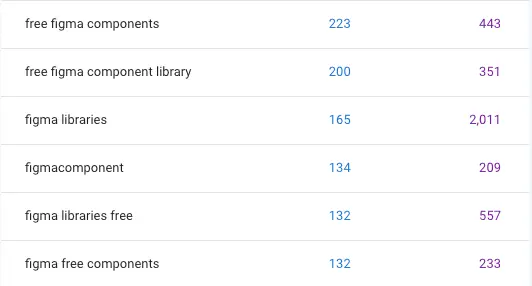 free figma components 223 443
free figma component library 200 351
figma libraries 165 2,011
figmacomponent 134 209
figma libraries free 132 557
figma free components 132 233